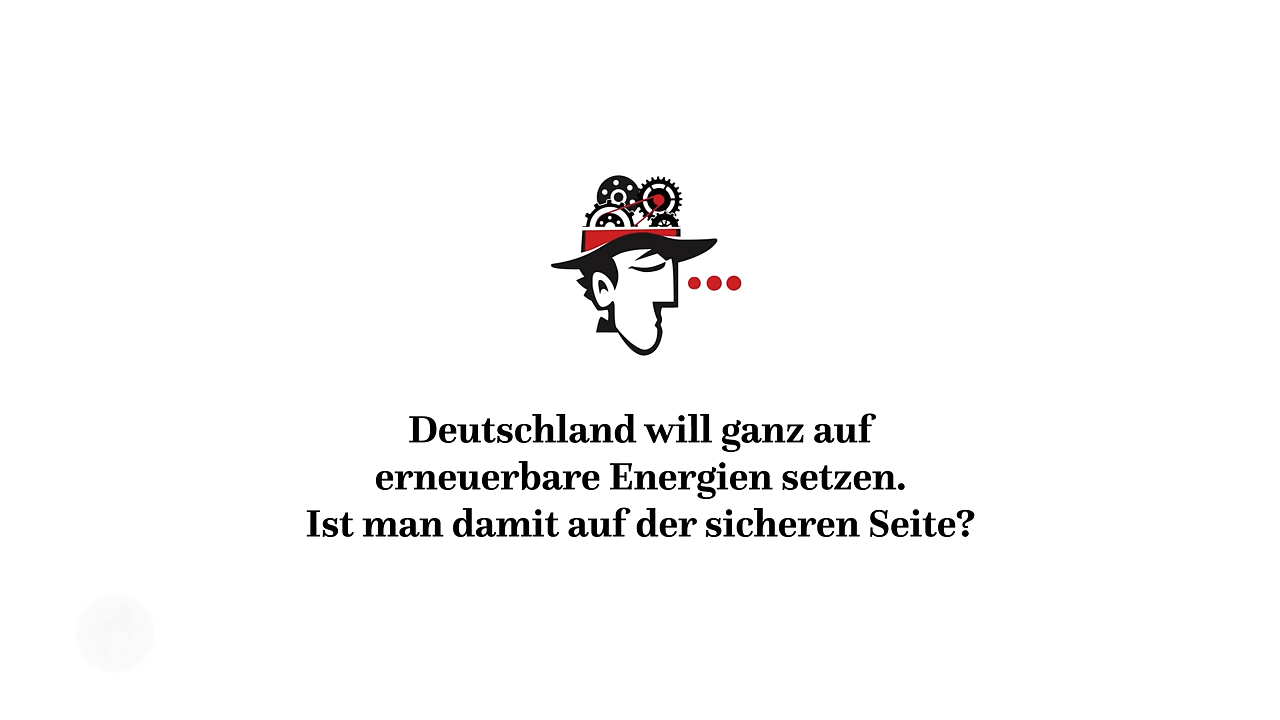 Deutschland will ganz auf
erneuerbare Energien setzen.
Ist man damit auf der sicheren Seite?